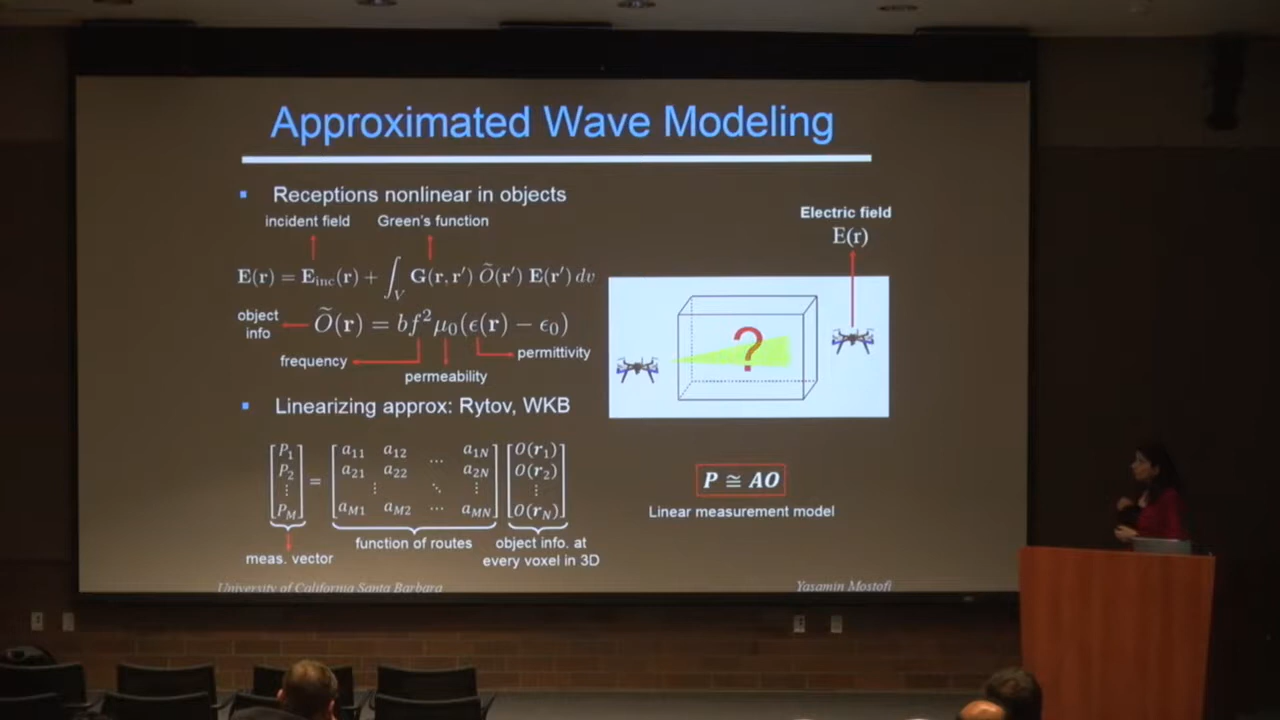 Approximated Wave Modeling
▪ Receptions nonlinear in objects
incident field Green's function
E(r) = E_inc(r) + ∫_V G(r, r′) Õ(r′) E(r′) dv
object info
Õ(r) = bf²μ₀(ϵ(r) − ϵ₀)
frequency
permeability
permittivity
▪ Linearizing approx: Rytov, WKB
[P₁ P₂ ⋮ P_M] = [a₁₁ a₁₂ ⋯ a₁N
a₂₁ a₂₂ a₂N
⋮ ⋱ ⋮
a_M1 a_M2 ⋯ a_MN] [O(r₁) O(r₂) ⋮ O(r_N)]
meas. vector
function of routes
object info. at
every voxel in 3D
Electric field
E(r)
?
P ≅ AO
Linear measurement model
University of California Santa Barbara
Yasamin Mostofi